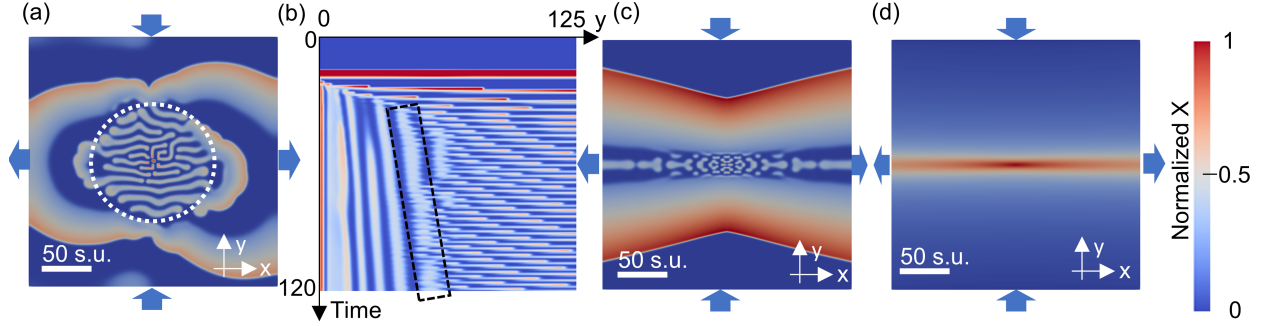 (a)
(b)
(c)
(d)
0
125 y
0
120
Time
50 s.u.
y
x
50 s.u.
y
x
50 s.u.
y
x
Normalized X
1
0.5
0